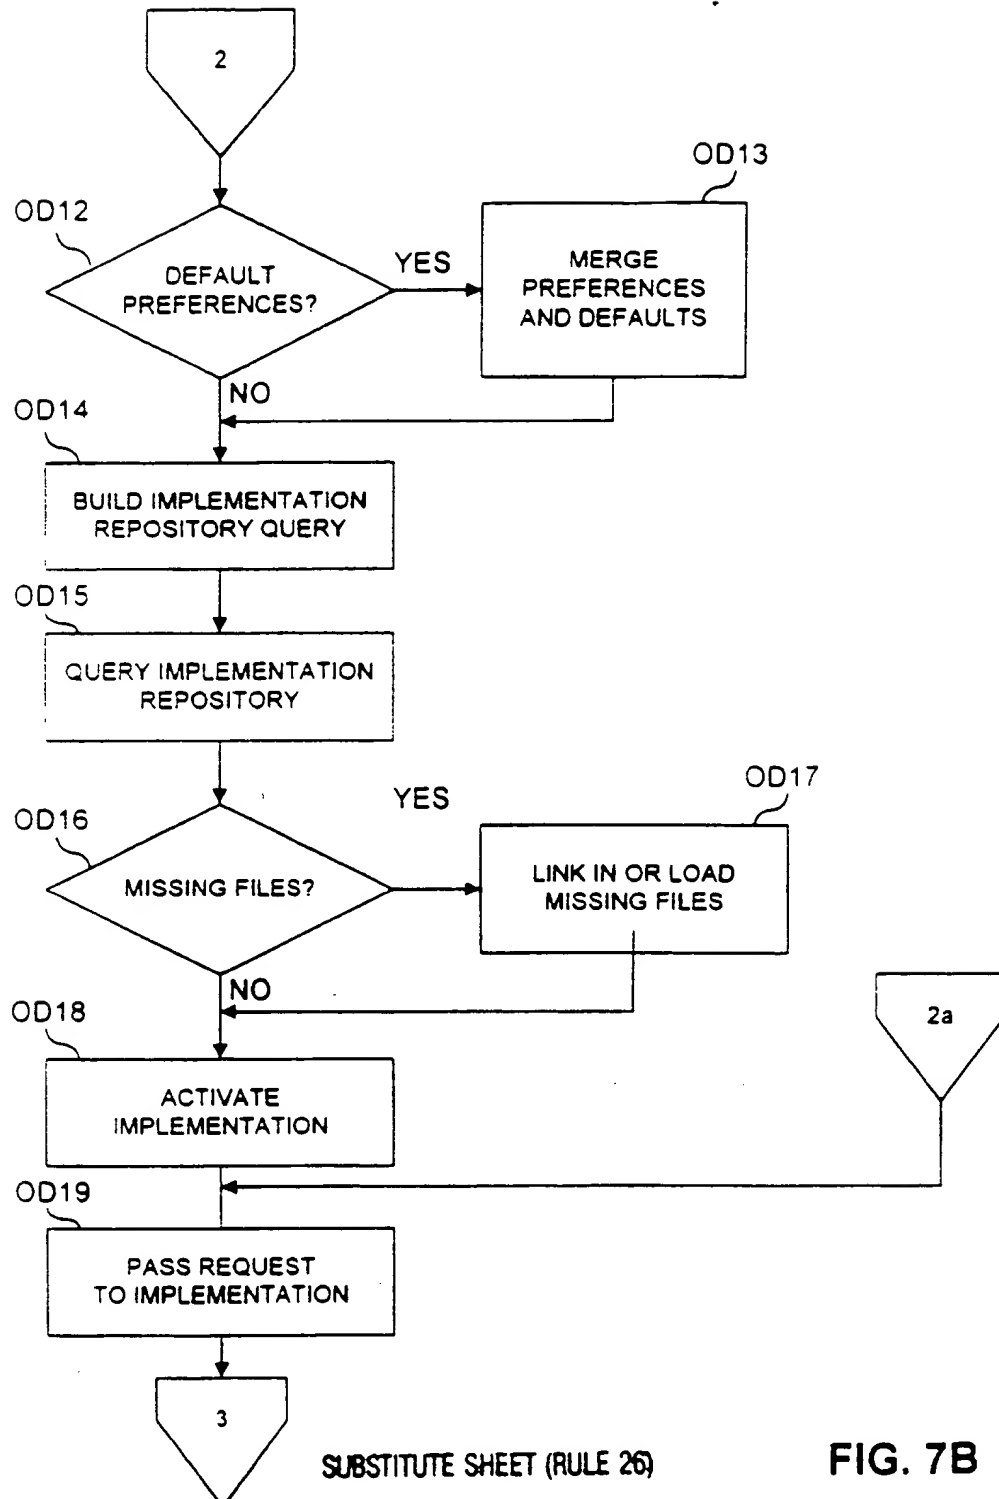 2
OD13
OD12
DEFAULT
PREFERENCES?
YES
MERGE
PREFERENCES
AND DEFAULTS
NO
OD14
BUILD IMPLEMENTATION
REPOSITORY QUERY
OD15
QUERY IMPLEMENTATION
REPOSITORY
YES
OD17
OD16
MISSING FILES?
LINK IN OR LOAD
MISSING FILES
NO
OD18
2a
ACTIVATE
IMPLEMENTATION
OD19
PASS REQUEST
TO IMPLEMENTATION
3
SUBSTITUTE SHEET (RULE 26)
FIG. 7B